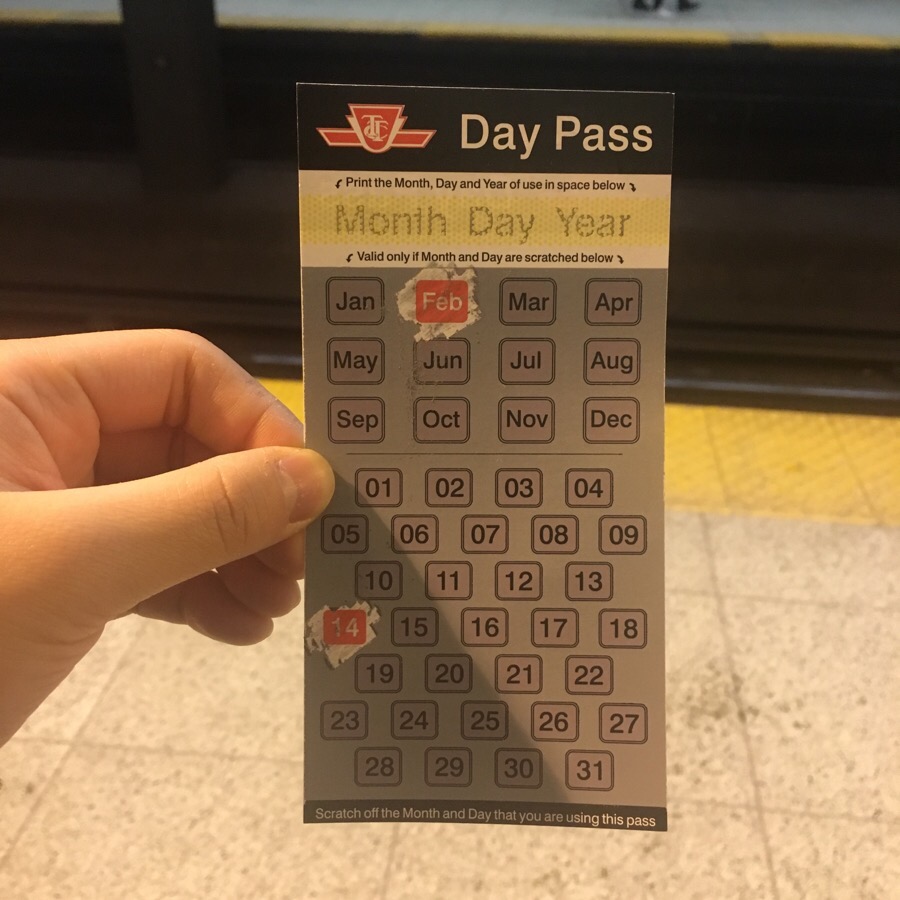 TTC Day Pass
Print the Month, Day and Year of use in space below
Month Day Year
Valid only if Month and Day are scratched below
Jan Feb Mar Apr
May Jun Jul Aug
Sep Oct Nov Dec
01 02 03 04
05 06 07 08 09
10 11 12 13
14 15 16 17 18
19 20 21 22
23 24 25 26 27
28 29 30 31
Scratch off the Month and Day that you are using this pass